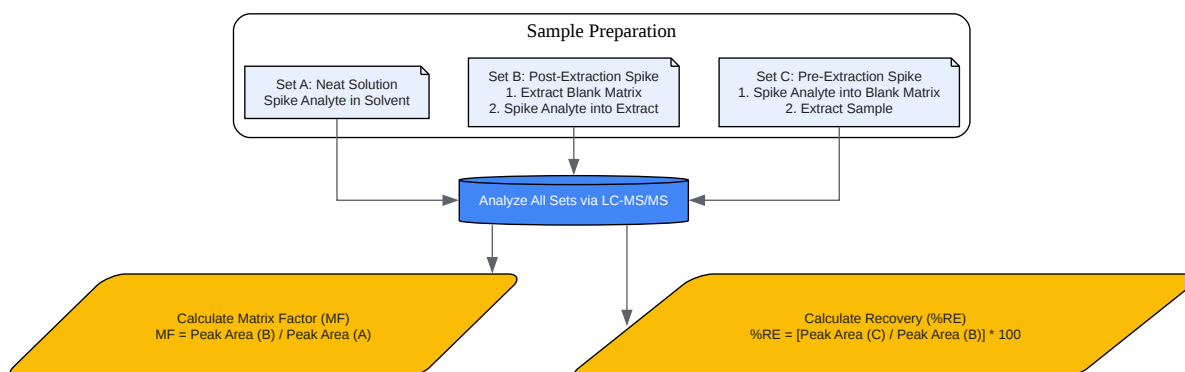 Sample Preparation
Set A: Neat Solution
Spike Analyte in Solvent
Set B: Post-Extraction Spike
1. Extract Blank Matrix
2. Spike Analyte into Extract
Set C: Pre-Extraction Spike
1. Spike Analyte into Blank Matrix
2. Extract Sample
Analyze All Sets via LC-MS/MS
Calculate Matrix Factor (MF)
MF = Peak Area (B) / Peak Area (A)
Calculate Recovery (%RE)
%RE = [Peak Area (C) / Peak Area (B)] * 100